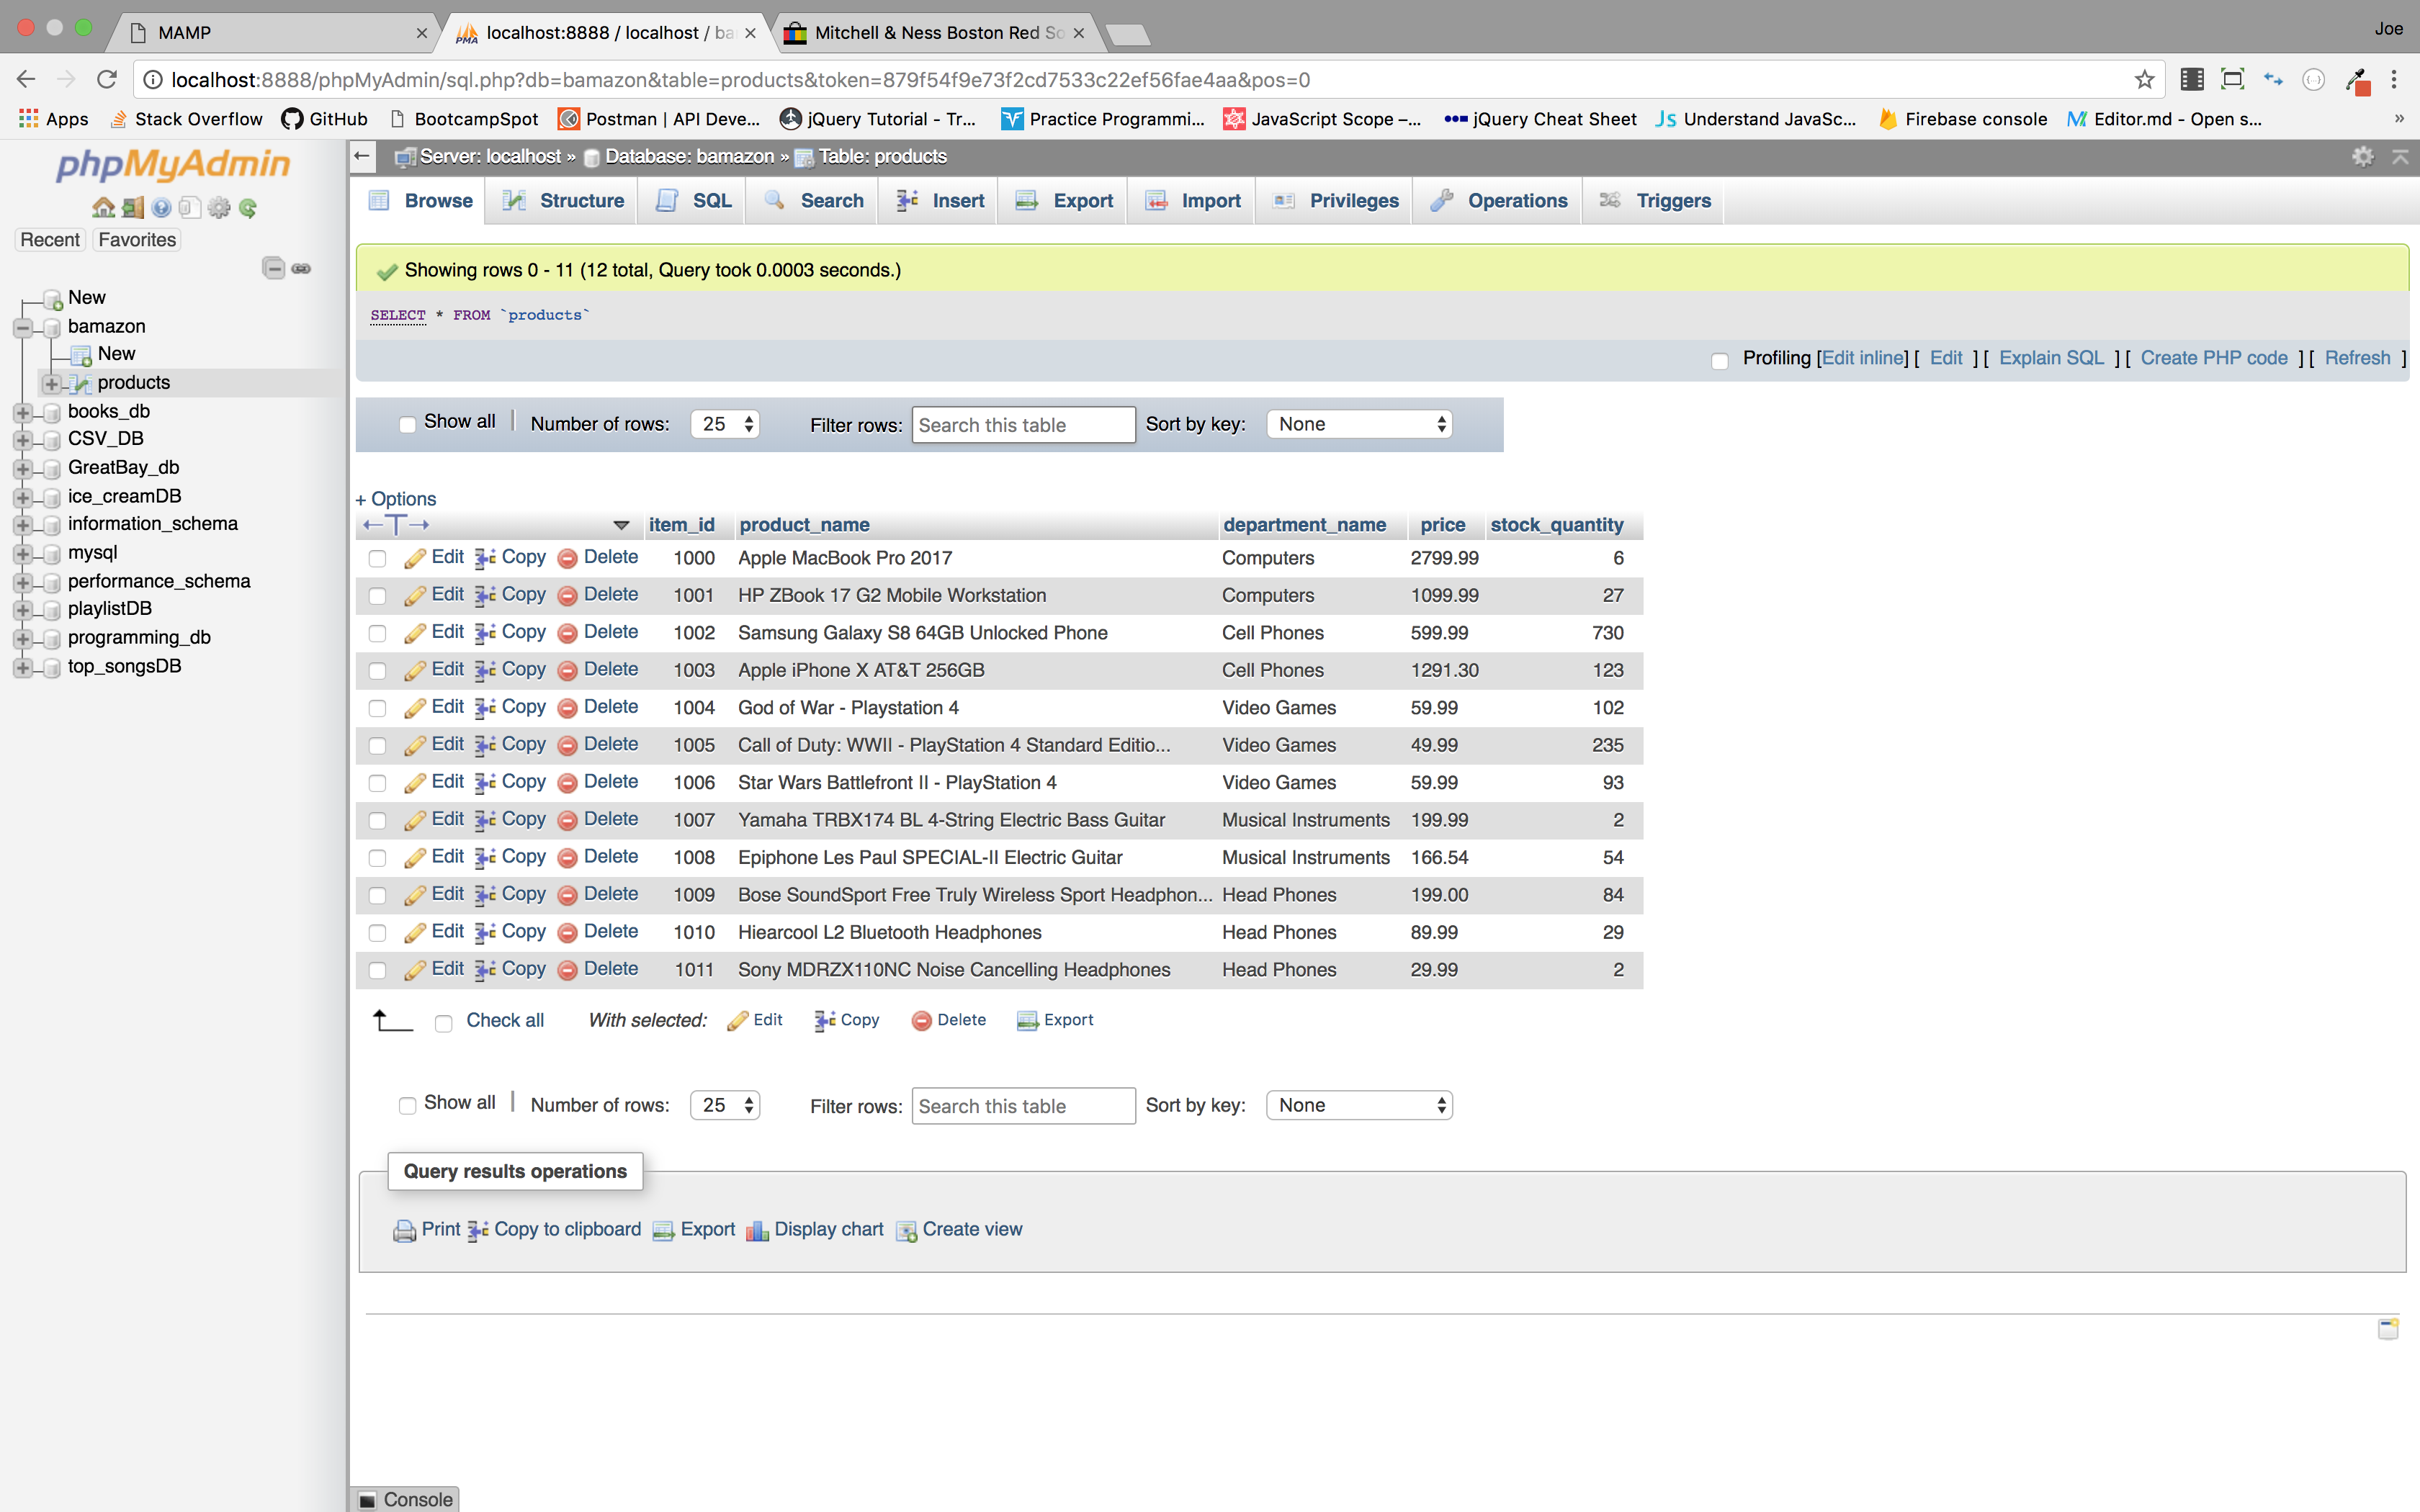 MAMP
localhost:8888 / localhost / ba
Mitchell & Ness Boston Red So
Joe
localhost:8888/phpMyAdmin/sql.php?db=bamazon&table=products&token=879f54f9e73f2cd7533c22ef56fae4aa&pos=0
Apps Stack Overflow GitHub BootcampSpot Postman | API Deve... jQuery Tutorial - Tr... Practice Programmi... JavaScript Scope –... jQuery Cheat Sheet Understand JavaSc... Firebase console Editor.md - Open s... »
phpMyAdmin
Recent Favorites
New
bamazon
New
products
books_db
CSV_DB
GreatBay_db
ice_creamDB
information_schema
mysql
performance_schema
playlistDB
programming_db
top_songsDB
Server: localhost » Database: bamazon » Table: products
Browse Structure SQL Search Insert Export Import Privileges Operations Triggers
Showing rows 0 - 11 (12 total, Query took 0.0003 seconds.)
SELECT * FROM `products`
Profiling [Edit inline] [ Edit ] [ Explain SQL ] [ Create PHP code ] [ Refresh ]
Show all | Number of rows: 25 Filter rows: Search this table Sort by key: None
+ Options
item_id product_name department_name price stock_quantity
Edit Copy Delete 1000 Apple MacBook Pro 2017 Computers 2799.99 6
Edit Copy Delete 1001 HP ZBook 17 G2 Mobile Workstation Computers 1099.99 27
Edit Copy Delete 1002 Samsung Galaxy S8 64GB Unlocked Phone Cell Phones 599.99 730
Edit Copy Delete 1003 Apple iPhone X AT&T 256GB Cell Phones 1291.30 123
Edit Copy Delete 1004 God of War - Playstation 4 Video Games 59.99 102
Edit Copy Delete 1005 Call of Duty: WWII - PlayStation 4 Standard Editio... Video Games 49.99 235
Edit Copy Delete 1006 Star Wars Battlefront II - PlayStation 4 Video Games 59.99 93
Edit Copy Delete 1007 Yamaha TRBX174 BL 4-String Electric Bass Guitar Musical Instruments 199.99 2
Edit Copy Delete 1008 Epiphone Les Paul SPECIAL-II Electric Guitar Musical Instruments 166.54 54
Edit Copy Delete 1009 Bose SoundSport Free Truly Wireless Sport Headphon... Head Phones 199.00 84
Edit Copy Delete 1010 Hiearcool L2 Bluetooth Headphones Head Phones 89.99 29
Edit Copy Delete 1011 Sony MDRZX110NC Noise Cancelling Headphones Head Phones 29.99 2
Check all With selected: Edit Copy Delete Export
Show all | Number of rows: 25 Filter rows: Search this table Sort by key: None
Query results operations
Print Copy to clipboard Export Display chart Create view
Console